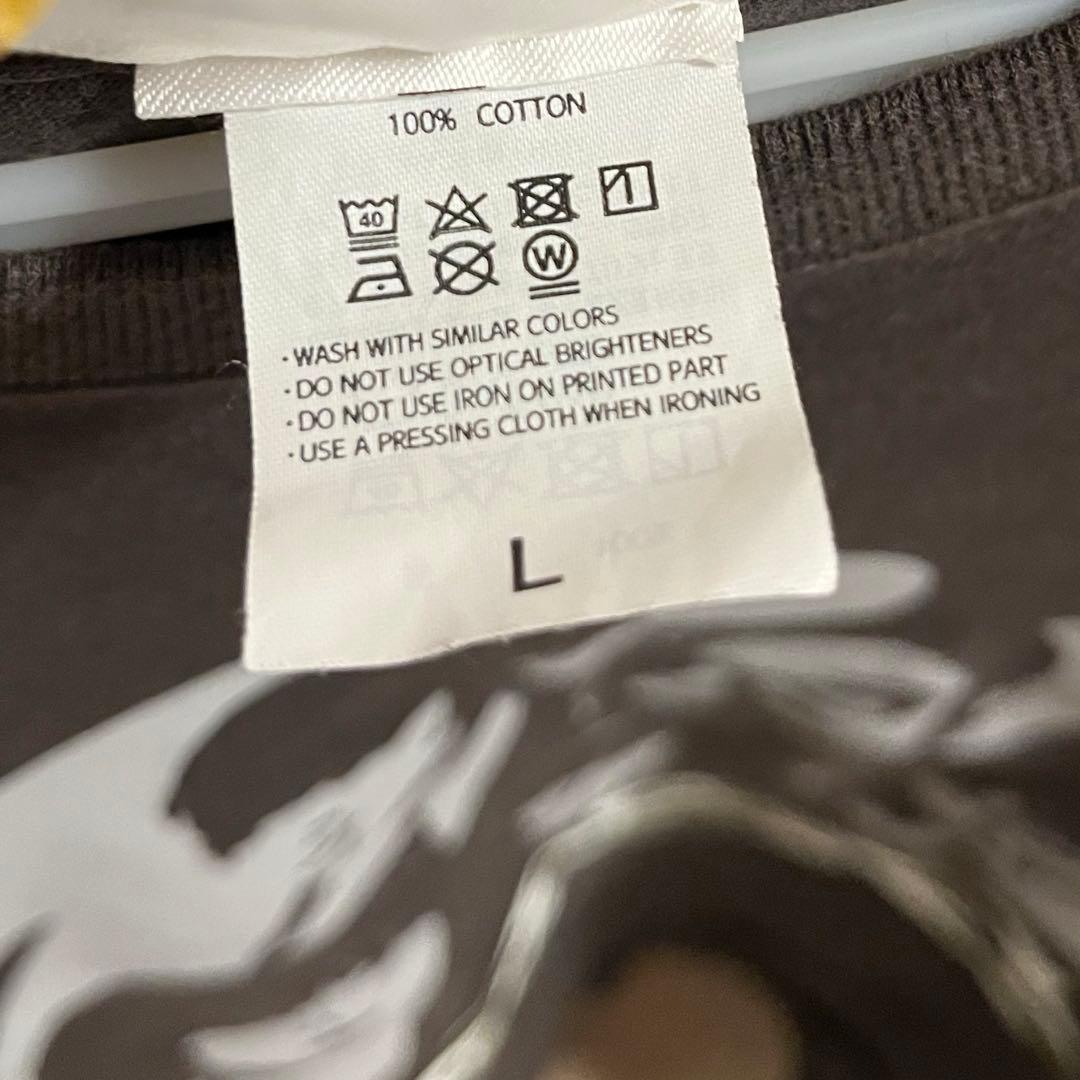 100% COTTON
40
W
·WASH WITH SIMILAR COLORS
·DO NOT USE OPTICAL BRIGHTENERS
·DO NOT USE IRON ON PRINTED PART
·USE A PRESSING CLOTH WHEN IRONING
L